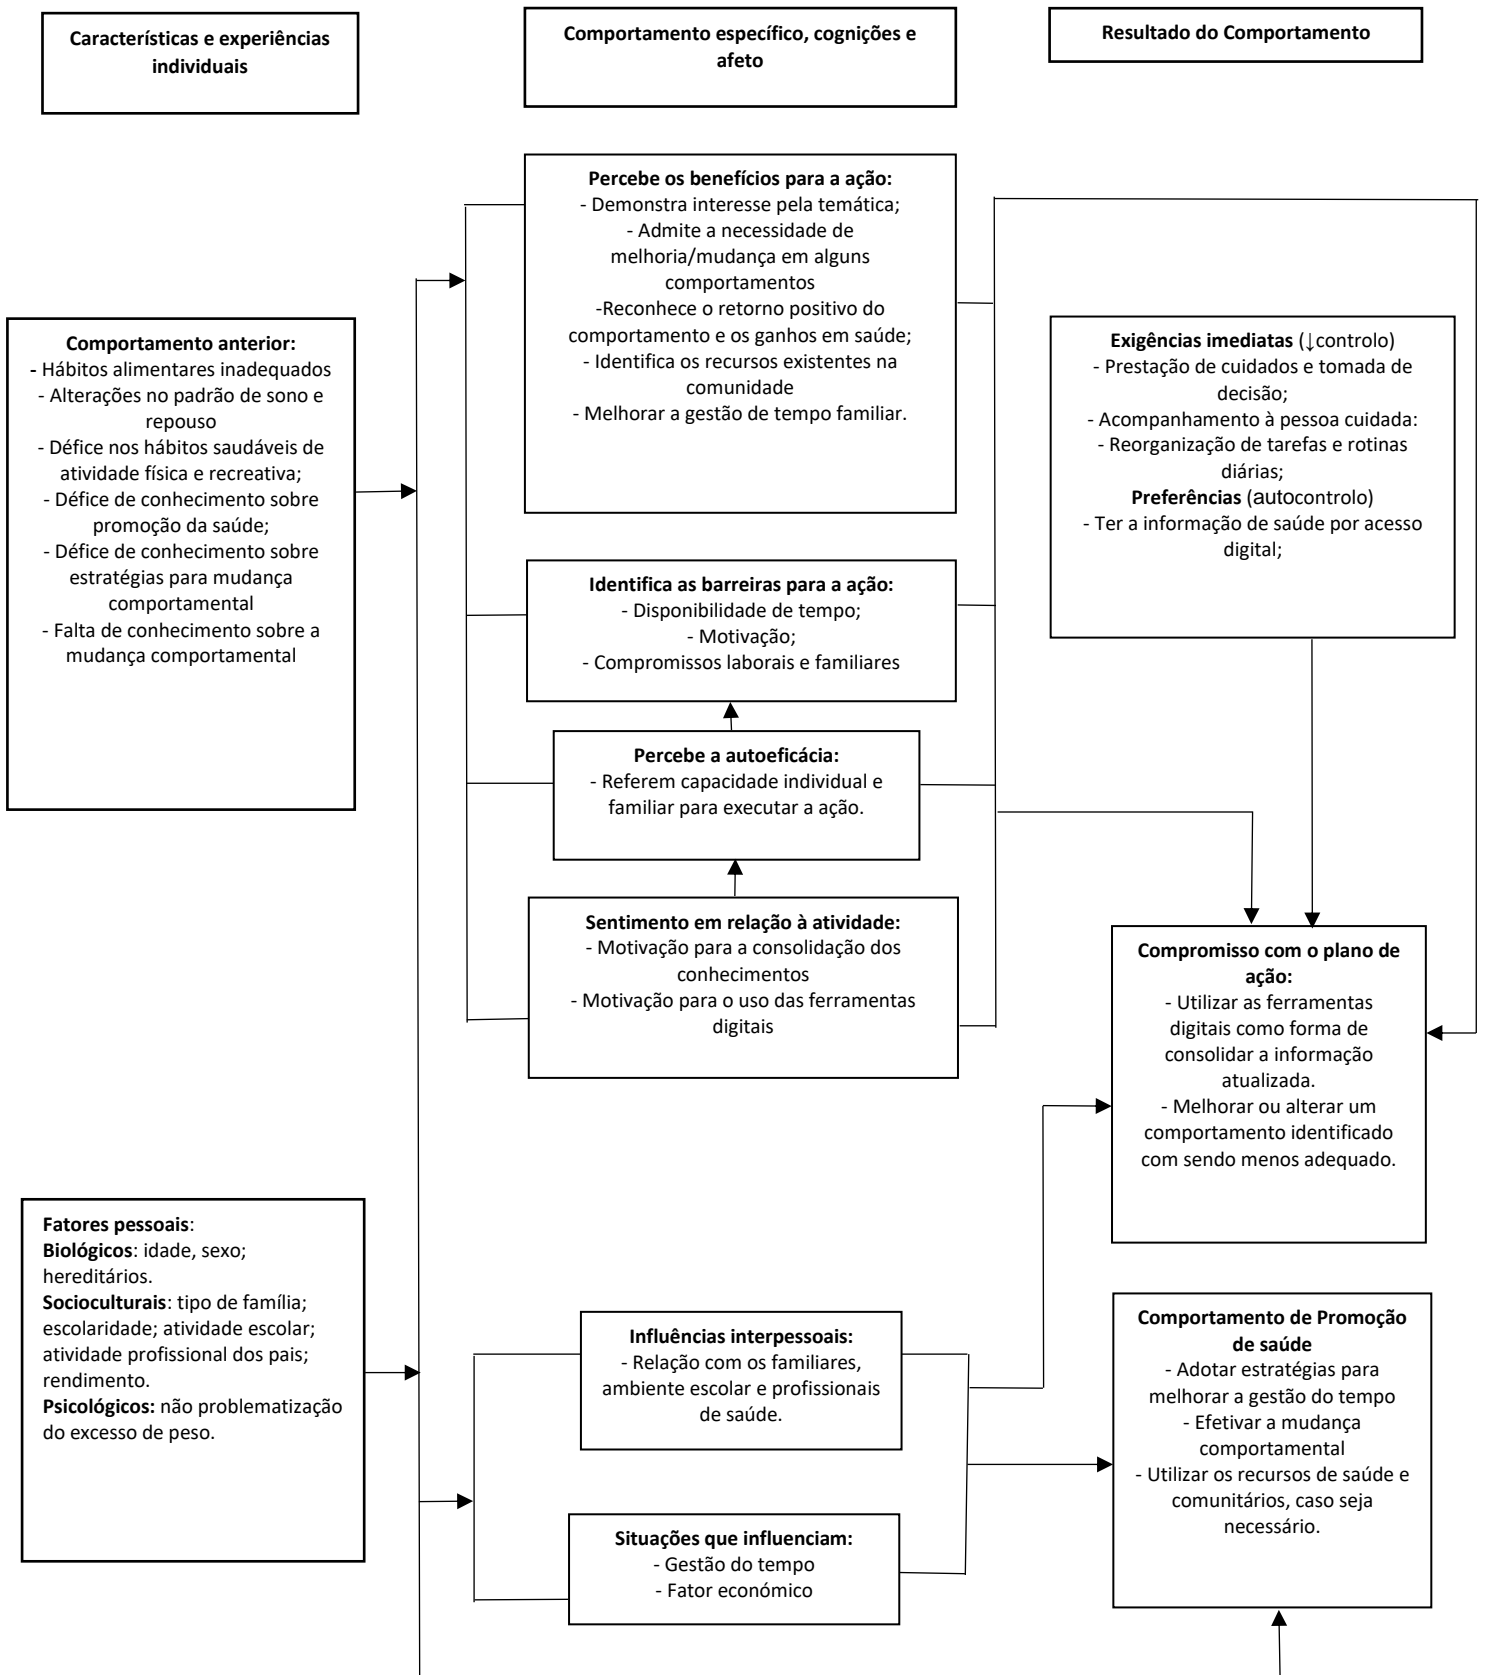 Características e experiências
individuais
Comportamento específico, cognições e
afeto
Resultado do Comportamento
Comportamento anterior:
- Hábitos alimentares inadequados
- Alterações no padrão de sono e
repouso
- Défice nos hábitos saudáveis de
atividade física e recreativa;
- Défice de conhecimento sobre
promoção da saúde;
- Défice de conhecimento sobre
estratégias para mudança
comportamental
- Falta de conhecimento sobre a
mudança comportamental
Fatores pessoais:
Biológicos: idade, sexo;
hereditários.
Socioculturais: tipo de família;
escolaridade; atividade escolar;
atividade profissional dos pais;
rendimento.
Psicológicos: não problematização
do excesso de peso.
Percebe os benefícios para a ação:
- Demonstra interesse pela temática;
- Admite a necessidade de
melhoria/mudança em alguns
comportamentos
-Reconhece o retorno positivo do
comportamento e os ganhos em saúde;
- Identifica os recursos existentes na
comunidade
- Melhorar a gestão de tempo familiar.
Identifica as barreiras para a ação:
- Disponibilidade de tempo;
- Motivação;
- Compromissos laborais e familiares
Percebe a autoeficácia:
- Referem capacidade individual e
familiar para executar a ação.
Sentimento em relação à atividade:
- Motivação para a consolidação dos
conhecimentos
- Motivação para o uso das ferramentas
digitais
Influências interpessoais:
- Relação com os familiares,
ambiente escolar e profissionais
de saúde.
Situações que influenciam:
- Gestão do tempo
- Fator económico
Exigências imediatas (↓controlo)
- Prestação de cuidados e tomada de
decisão;
- Acompanhamento à pessoa cuidada:
- Reorganização de tarefas e rotinas
diárias;
Preferências (autocontrolo)
- Ter a informação de saúde por acesso
digital;
Compromisso com o plano de
ação:
- Utilizar as ferramentas
digitais como forma de
consolidar a informação
atualizada.
- Melhorar ou alterar um
comportamento identificado
com sendo menos adequado.
Comportamento de Promoção
de saúde
- Adotar estratégias para
melhorar a gestão do tempo
- Efetivar a mudança
comportamental
- Utilizar os recursos de saúde e
comunitários, caso seja
necessário.